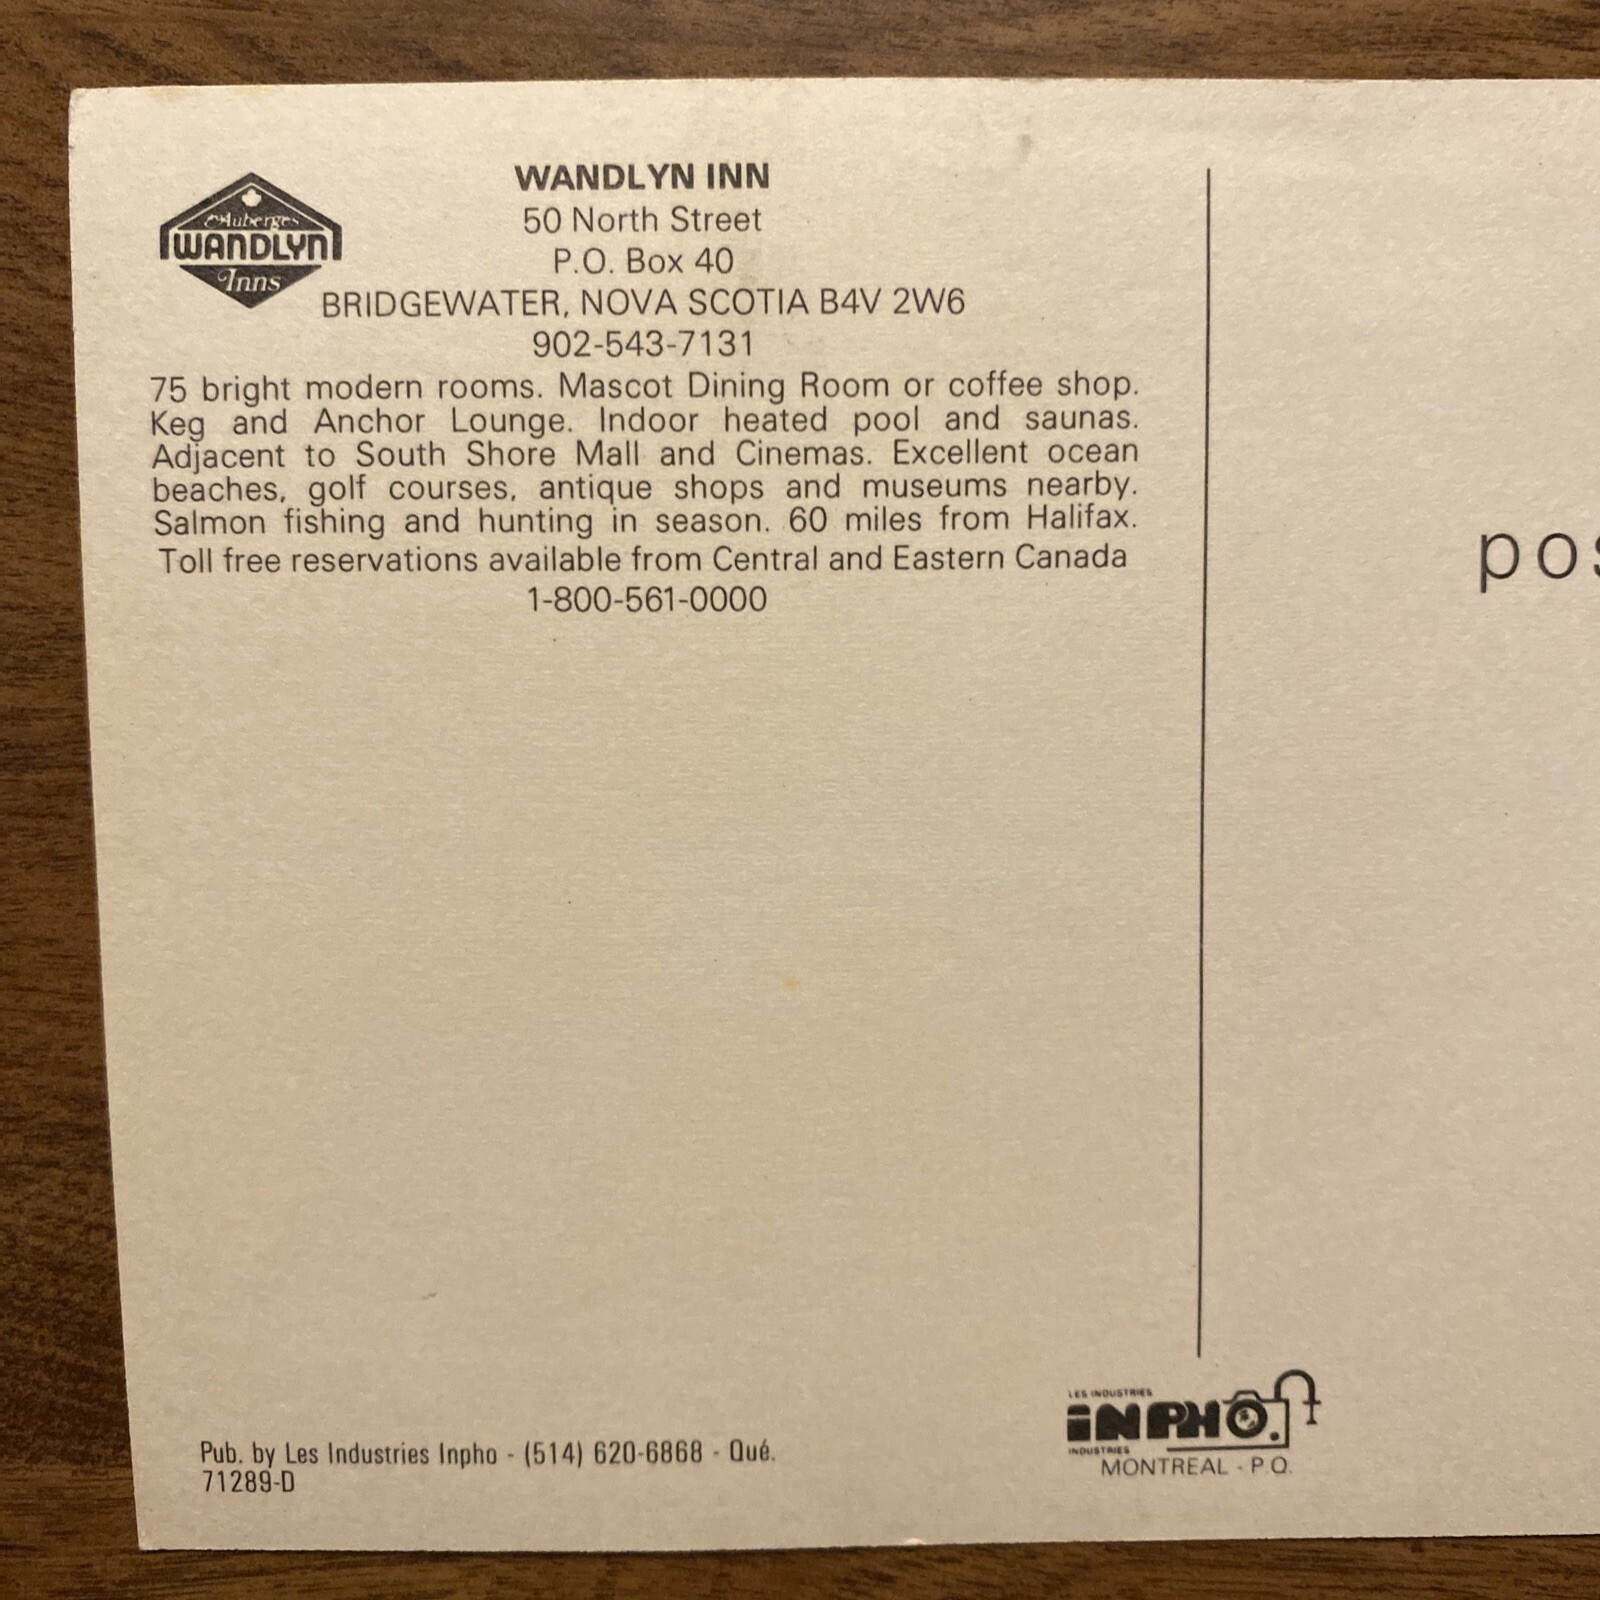 Auberges
WANDLYN
Inns
WANDLYN INN
50 North Street
P.O. Box 40
BRIDGEWATER, NOVA SCOTIA B4V 2W6
902-543-7131
75 bright modern rooms. Mascot Dining Room or coffee shop.
Keg and Anchor Lounge. Indoor heated pool and saunas.
Adjacent to South Shore Mall and Cinemas. Excellent ocean
beaches, golf courses, antique shops and museums nearby.
Salmon fishing and hunting in season. 60 miles from Halifax.
Toll free reservations available from Central and Eastern Canada
1-800-561-0000
pos
Pub. by Les Industries Inpho - (514) 620-6868 - Qué.
71289-D
LES INDUSTRIES
INPHO.
INDUSTRIES
MONTREAL - P.Q.